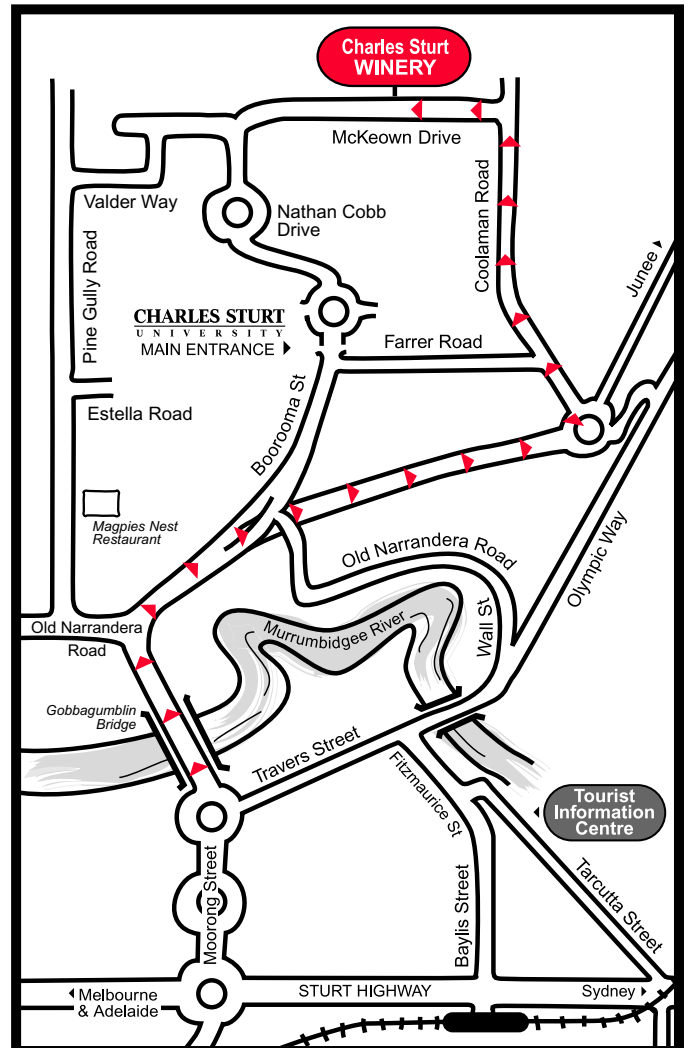 Charles Sturt
WINERY
McKeown Drive
Valder Way
Nathan Cobb
Drive
Coolaman Road
Pine Gully Road
Junee
CHARLES STURT
UNIVERSITY
MAIN ENTRANCE
Farrer Road
Estella Road
Boorooma St
Magpies Nest
Restaurant
Old Narrandera Road
Olympic Way
Murrumbidgee River
Wall St
Old Narrandera
Road
Gobbagumblin
Bridge
Travers Street
Fitzmaurice St
Tourist
Information
Centre
Moorong Street
Baylis Street
Tarcutta Street
Melbourne
& Adelaide
STURT HIGHWAY
Sydney